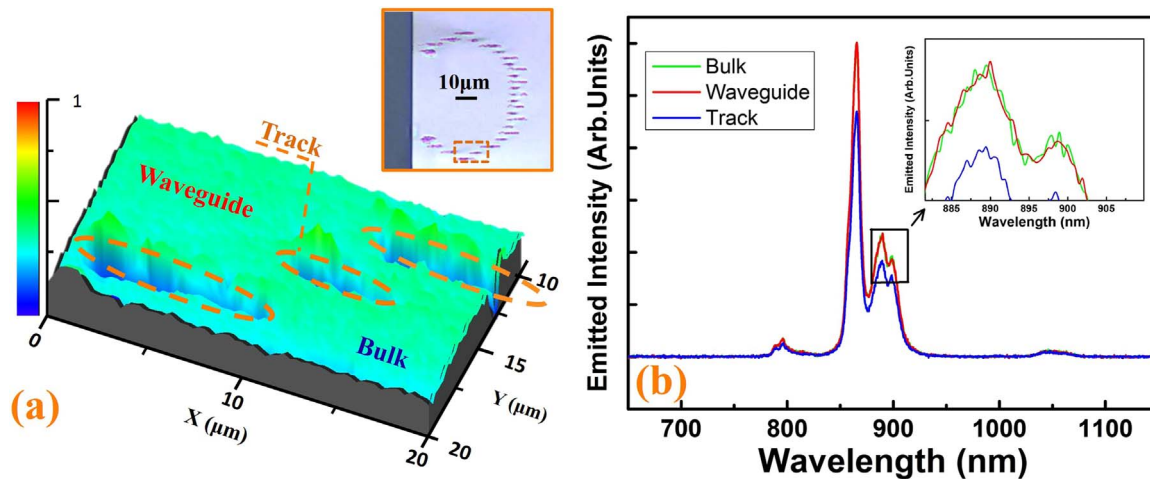 1
10μm
Track
Waveguide
Bulk
0
10
20
X (μm)
10
15
20
Y (μm)
(a)
Bulk
Waveguide
Track
Emitted Intensity (Arb.Units)
885 890 895 900 905
Wavelength (nm)
Emitted Intensity (Arb.Units)
(b)
700 800 900 1000 1100
Wavelength (nm)